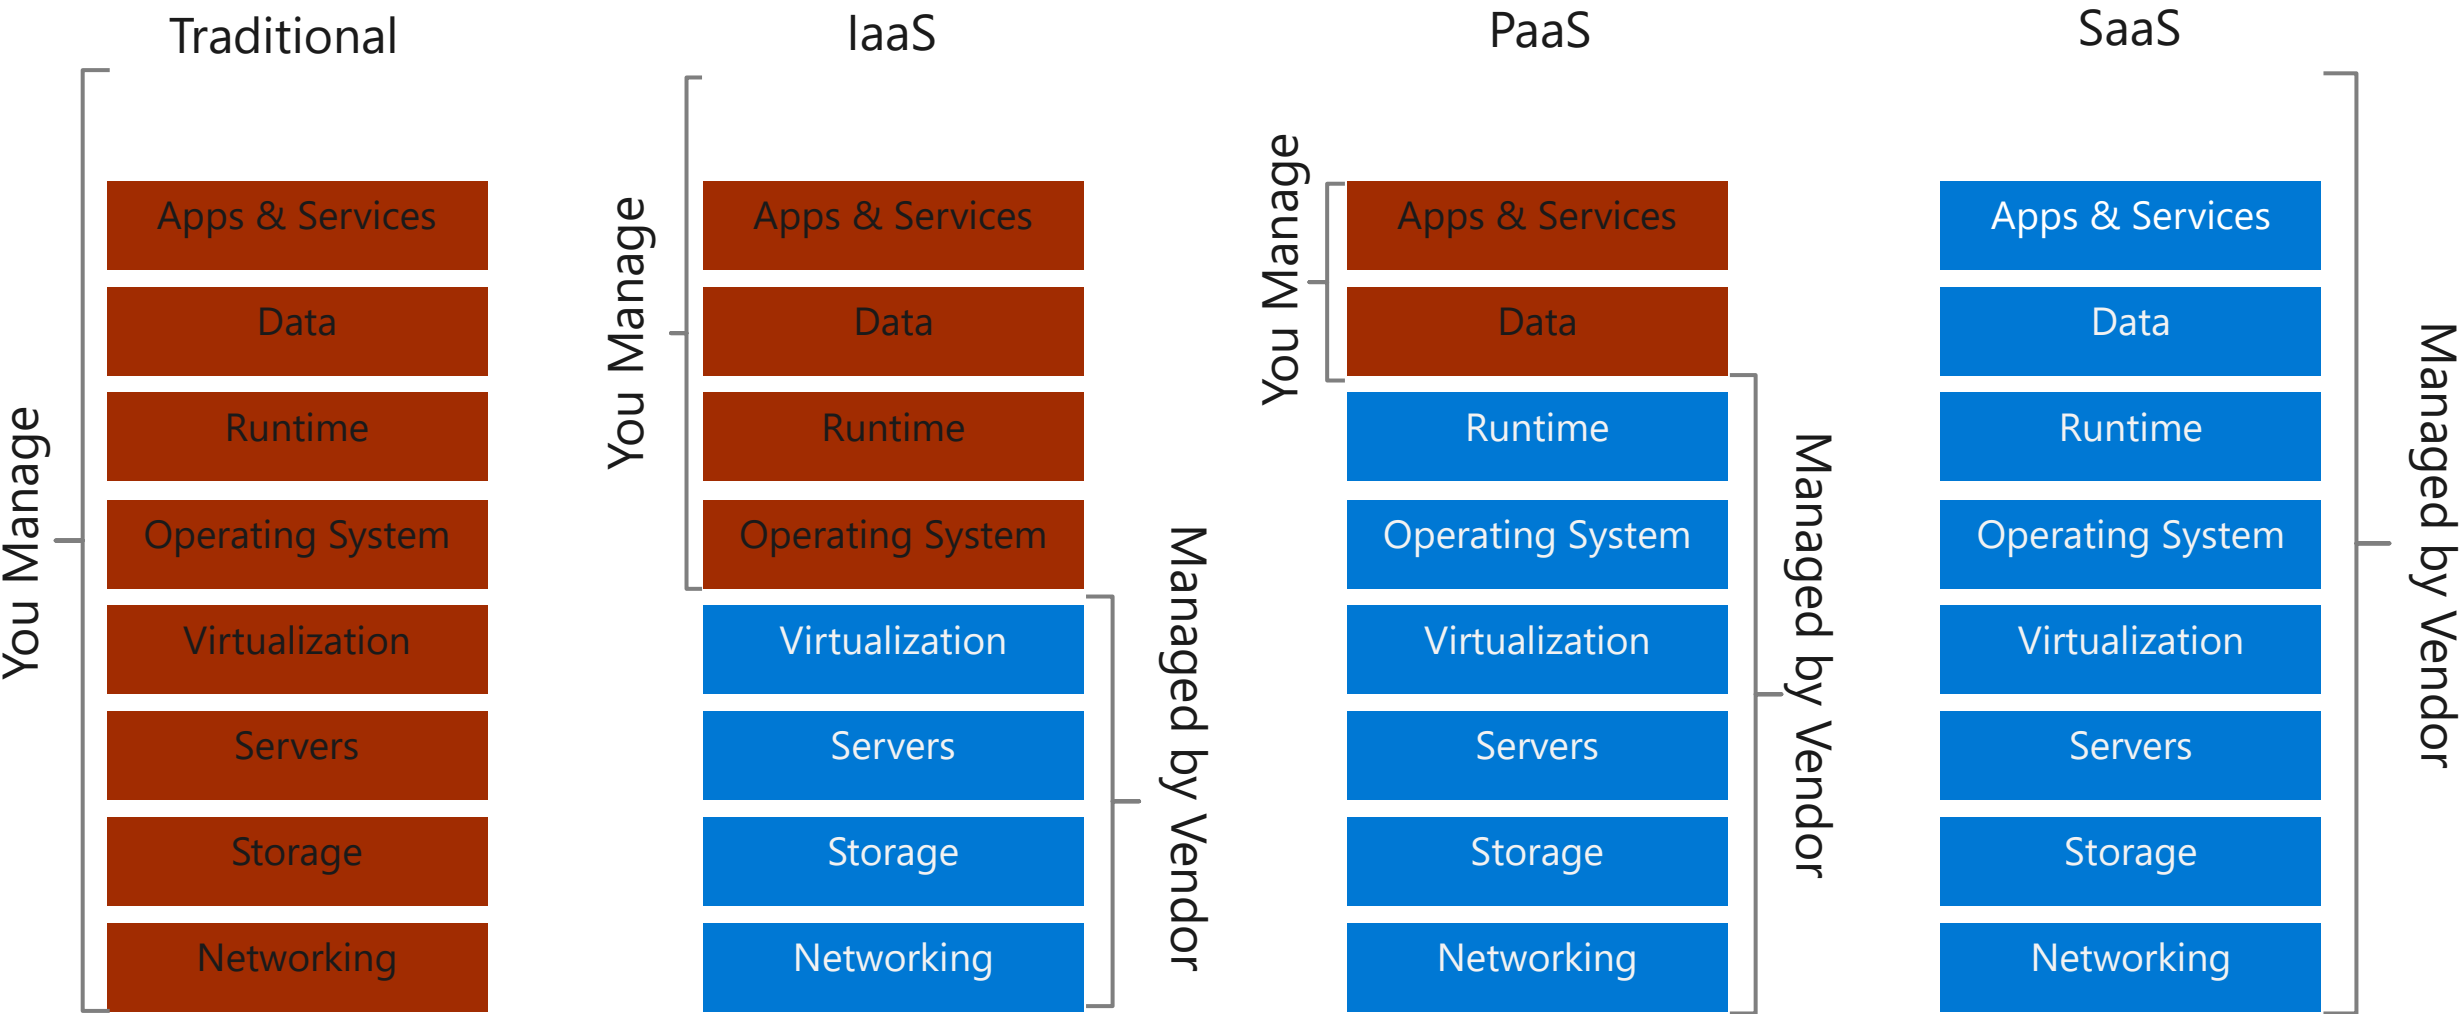 Traditional
You Manage
Apps & Services
Data
Runtime
Operating System
Virtualization
Servers
Storage
Networking
IaaS
You Manage
Apps & Services
Data
Runtime
Operating System
Virtualization
Servers
Storage
Networking
Managed by Vendor
PaaS
You Manage
Apps & Services
Data
Runtime
Operating System
Virtualization
Servers
Storage
Networking
Managed by Vendor
SaaS
Apps & Services
Data
Runtime
Operating System
Virtualization
Servers
Storage
Networking
Managed by Vendor